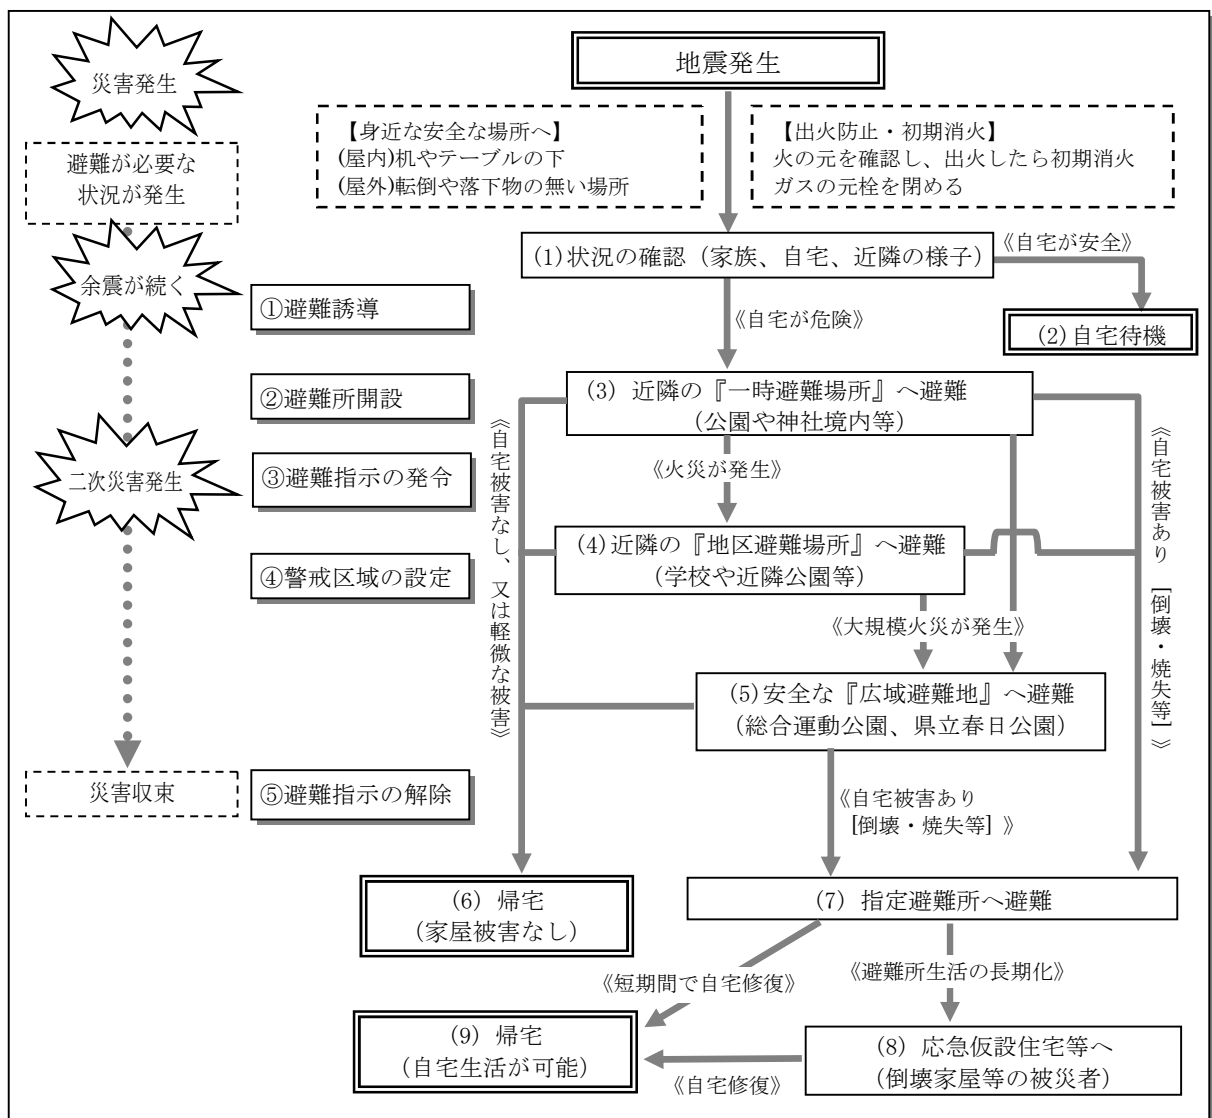 災害発生
避難が必要な
状況が発生
余震が続く
①避難誘導
②避難所開設
二次災害発生
③避難指示の発令
④警戒区域の設定
災害収束
⑤避難指示の解除
地震発生
【身近な安全な場所へ】
(屋内)机やテーブルの下
(屋外)転倒や落下物の無い場所
【出火防止・初期消火】
火の元を確認し、出火したら初期消火
ガスの元栓を閉める
(1)状況の確認（家族、自宅、近隣の様子）
《自宅が安全》
《自宅が危険》
(2)自宅待機
(3) 近隣の『一時避難場所』へ避難
（公園や神社境内等）
《自宅被害なし、又は軽微な被害》
《火災が発生》
《自宅被害あり [倒壊・焼失等]》
(4)近隣の『地区避難場所』へ避難
（学校や近隣公園等）
《大規模火災が発生》
(5)安全な『広域避難地』へ避難
（総合運動公園、県立春日公園）
《自宅被害あり
[倒壊・焼失等] 》
(6) 帰宅
（家屋被害なし）
(7) 指定避難所へ避難
《短期間で自宅修復》
《避難所生活の長期化》
(9) 帰宅
（自宅生活が可能）
(8) 応急仮設住宅等へ
（倒壊家屋等の被災者）
《自宅修復》